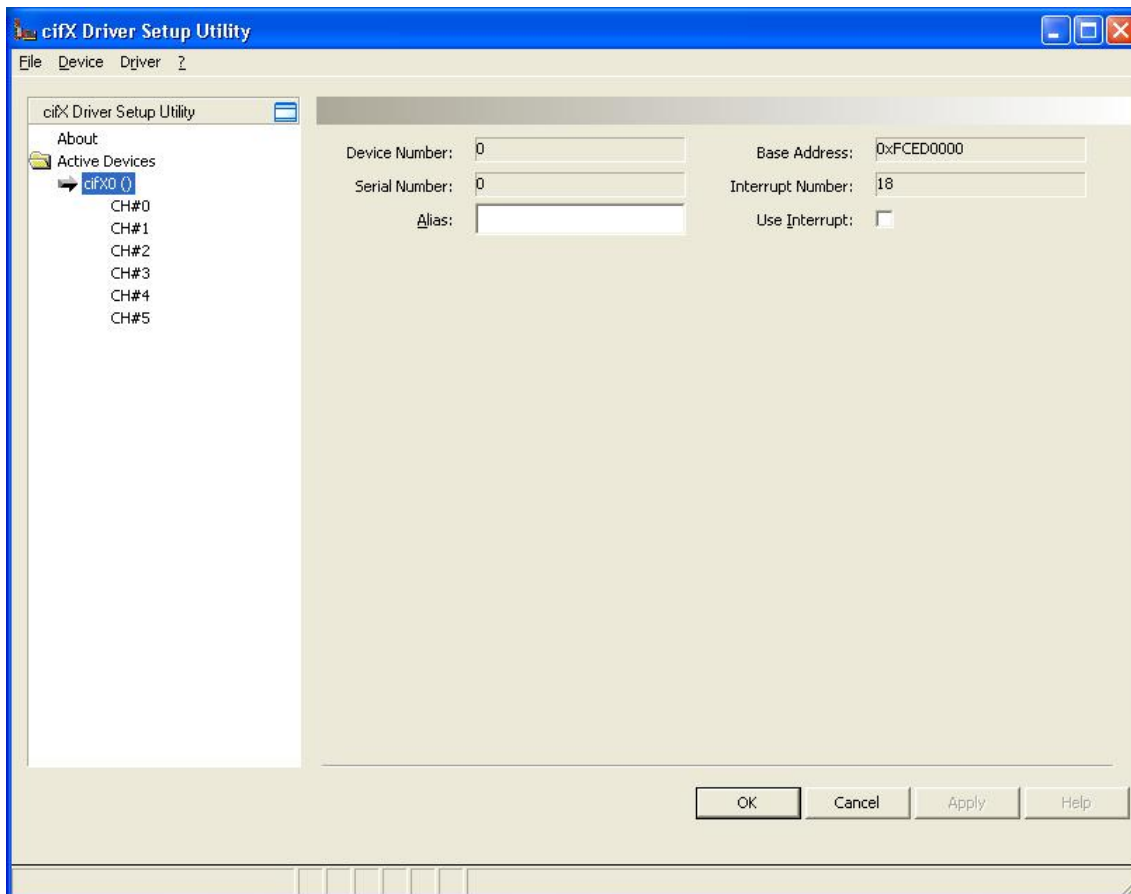 cifX Driver Setup Utility
File Device Driver ?
cifX Driver Setup Utility
About
Active Devices
cifX0 ()
CH#0
CH#1
CH#2
CH#3
CH#4
CH#5
Device Number: 0 Base Address: 0xFCED0000
Serial Number: 0 Interrupt Number: 18
Alias: Use Interrupt:
OK Cancel Apply Help